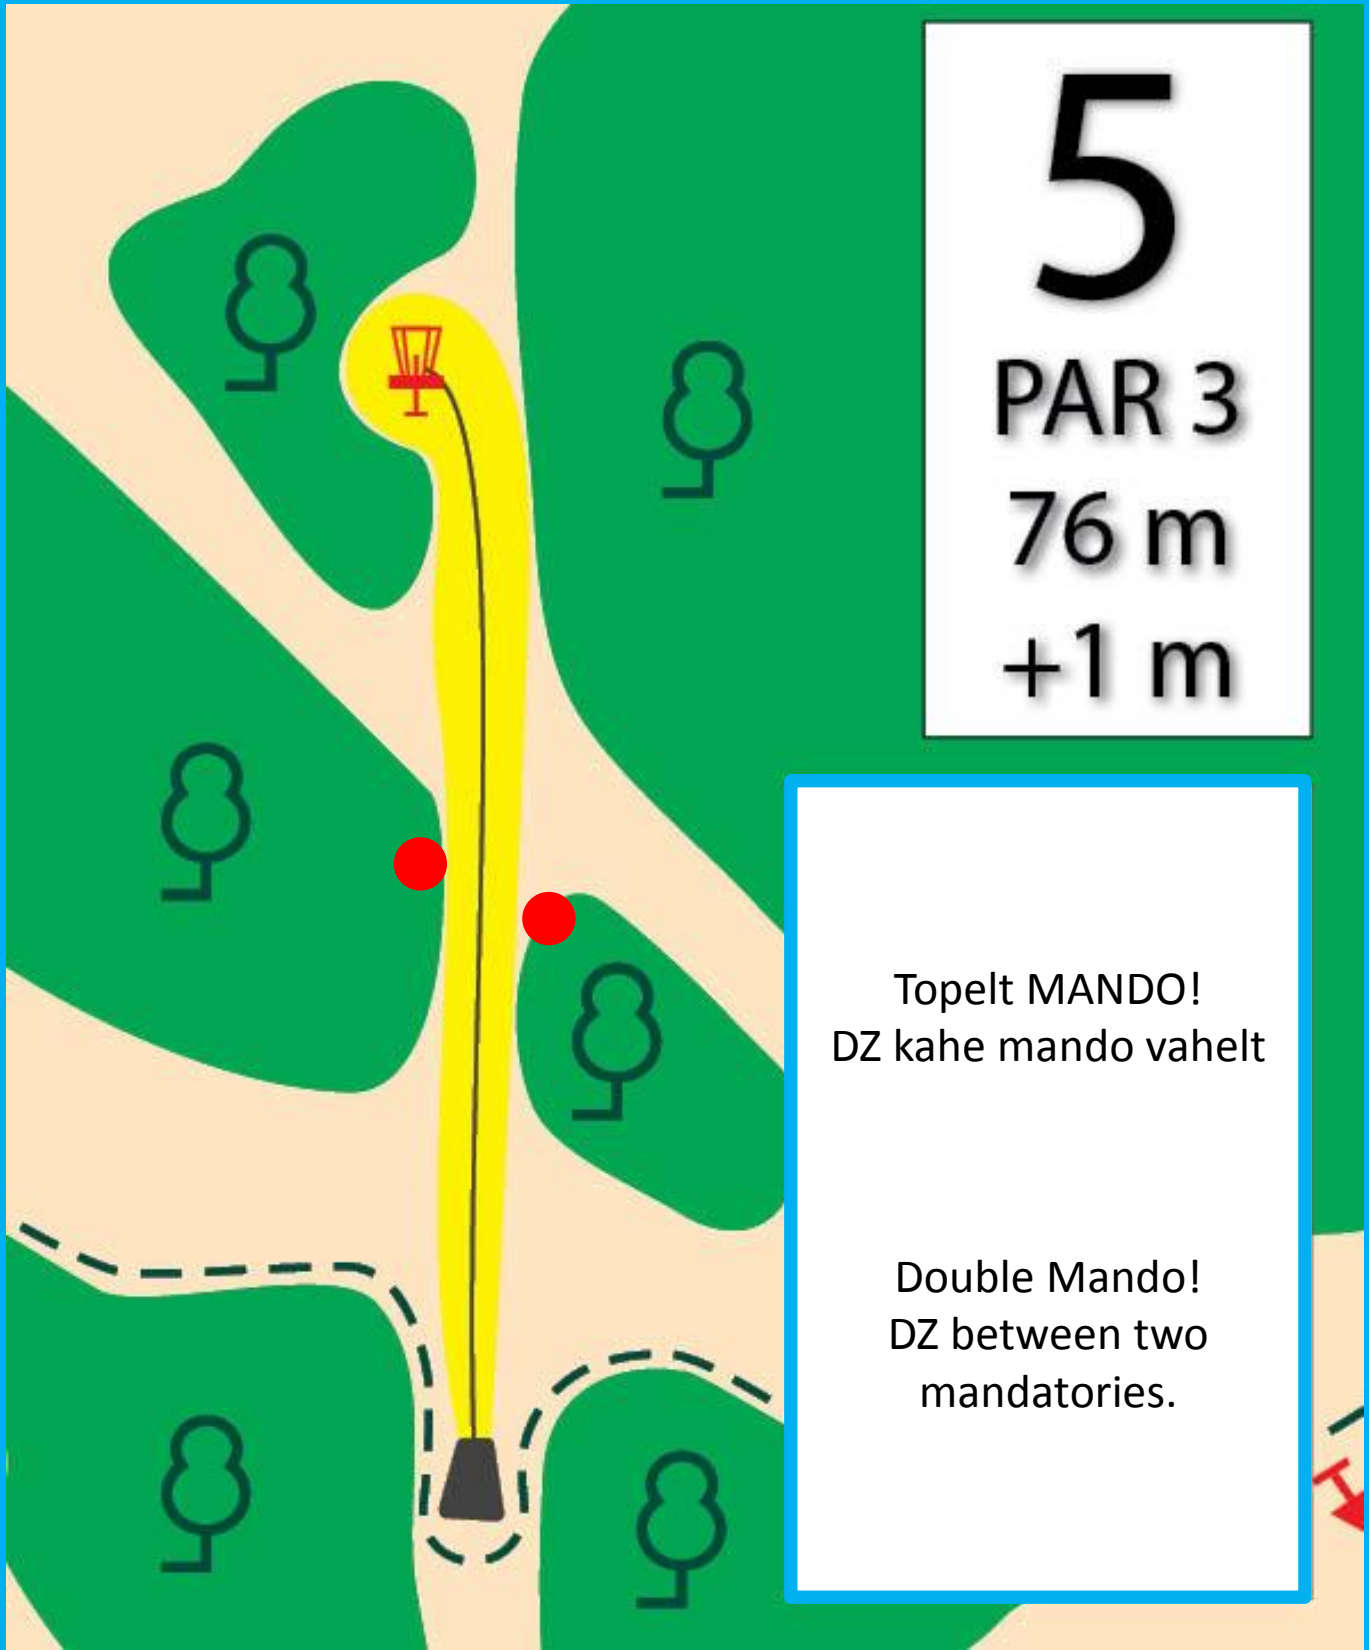 5
PAR 3
76 m
+1 m
Topelt MANDO!
DZ kahe mando vahelt
Double Mando!
DZ between two
mandatories.